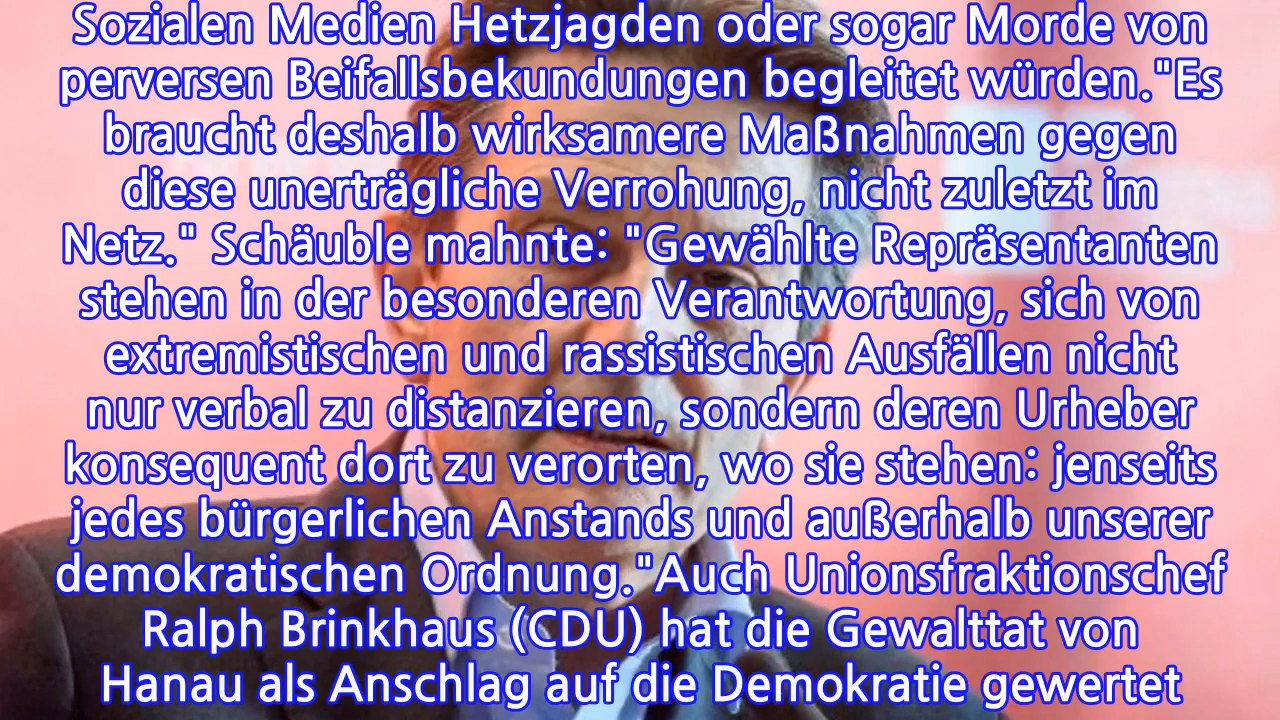 Sozialen Medien Hetzjagden oder sogar Morde von
perversen Beifallsbekundungen begleitet würden."Es
braucht deshalb wirksamere Maßnahmen gegen
diese unerträgliche Verrohung, nicht zuletzt im
Netz." Schäuble mahnte: "Gewählte Repräsentanten
stehen in der besonderen Verantwortung, sich von
extremistischen und rassistischen Ausfällen nicht
nur verbal zu distanzieren, sondern deren Urheber
konsequent dort zu verorten, wo sie stehen: jenseits
jedes bürgerlichen Anstands und außerhalb unserer
demokratischen Ordnung."Auch Unionsfraktionschef
Ralph Brinkhaus (CDU) hat die Gewalttat von
Hanau als Anschlag auf die Demokratie gewertet